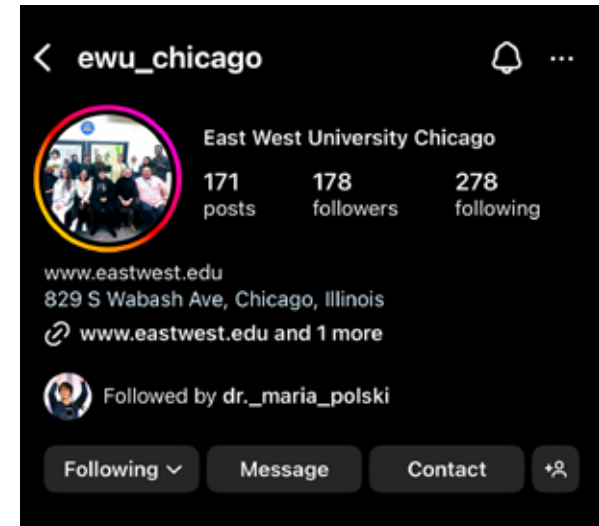 ewu_chicago
East West University Chicago
171 178 278
posts followers following
www.eastwest.edu
829 S Wabash Ave, Chicago, Illinois
www.eastwest.edu and 1 more
Followed by dr._maria_polski
Following Message Contact